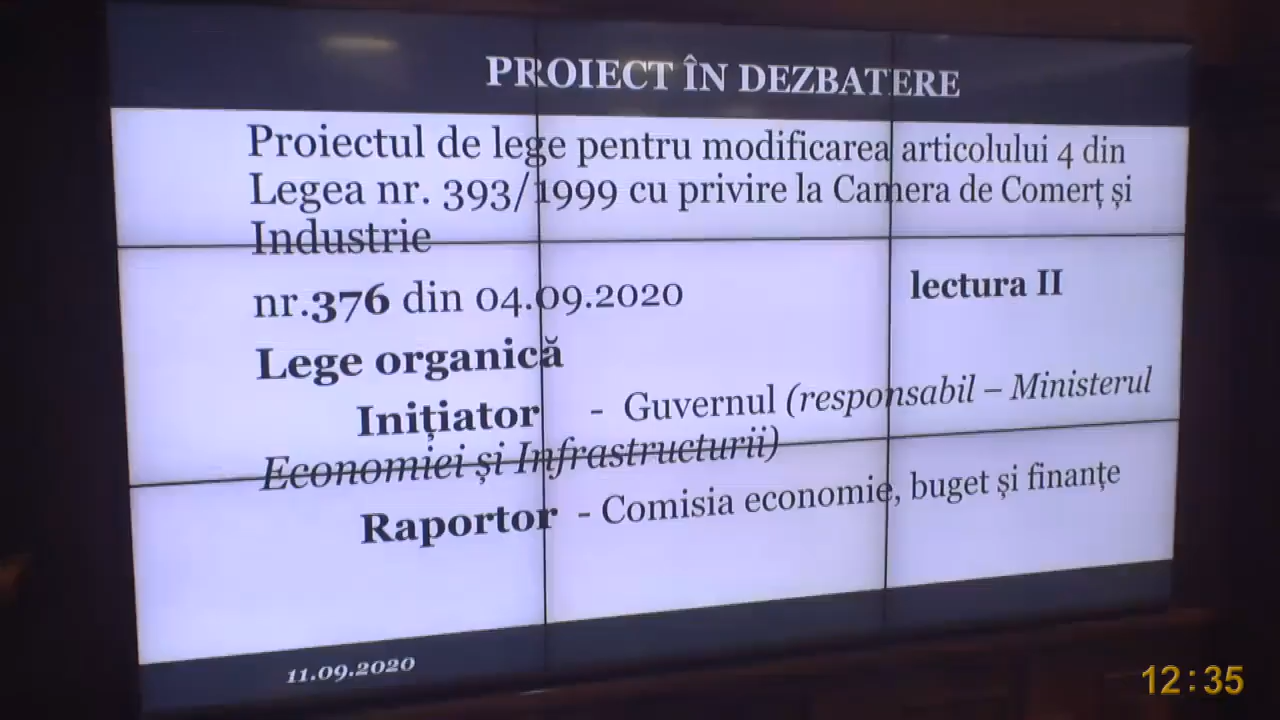 PROIECT ÎN DEZBATERE
Proiectul de lege pentru modificarea articolului 4 din
Legea nr. 393/1999 cu privire la Camera de Comerț și
Industrie
nr.376 din 04.09.2020 lectura II
Lege organică
Inițiator - Guvernul (responsabil – Ministerul
Economiei și Infrastructurii)
Raportor - Comisia economie, buget și finanțe
11.09.2020
12:35